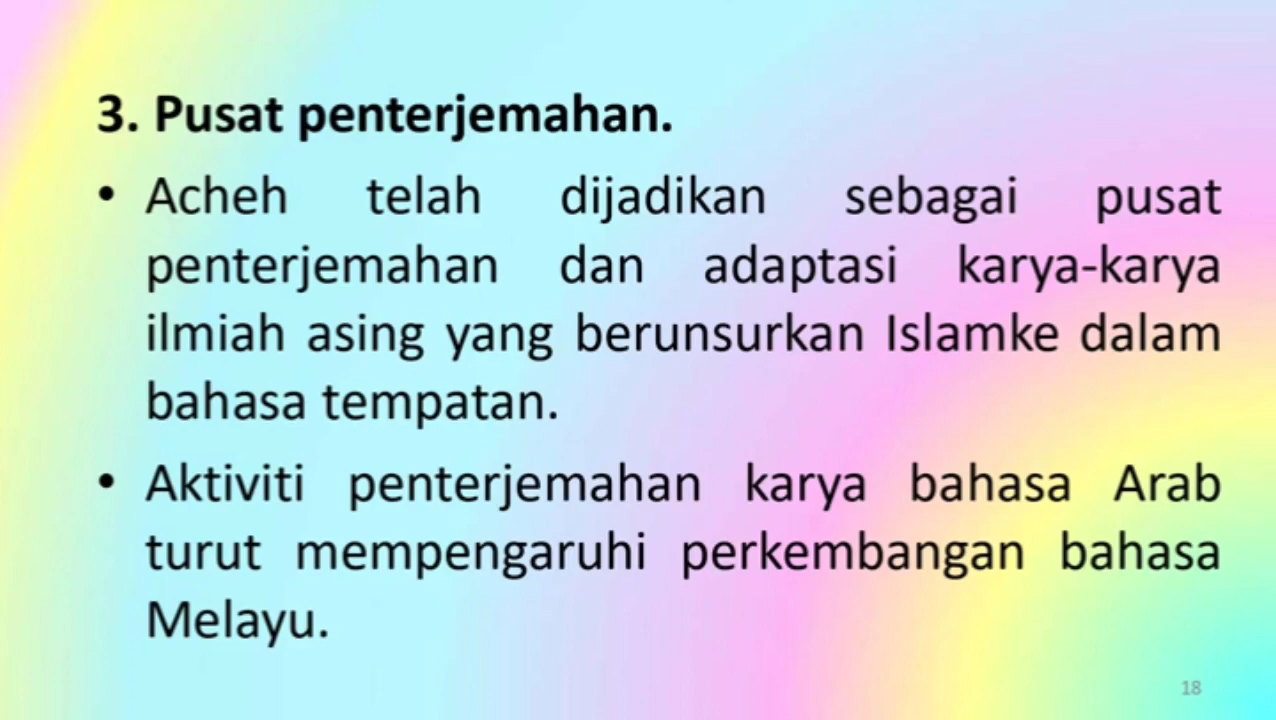 3. Pusat penterjemahan.
• Acheh telah dijadikan sebagai pusat
penterjemahan dan adaptasi karya-karya
ilmiah asing yang berunsurkan Islamke dalam
bahasa tempatan.
• Aktiviti penterjemahan karya bahasa Arab
turut mempengaruhi perkembangan bahasa
Melayu.
18